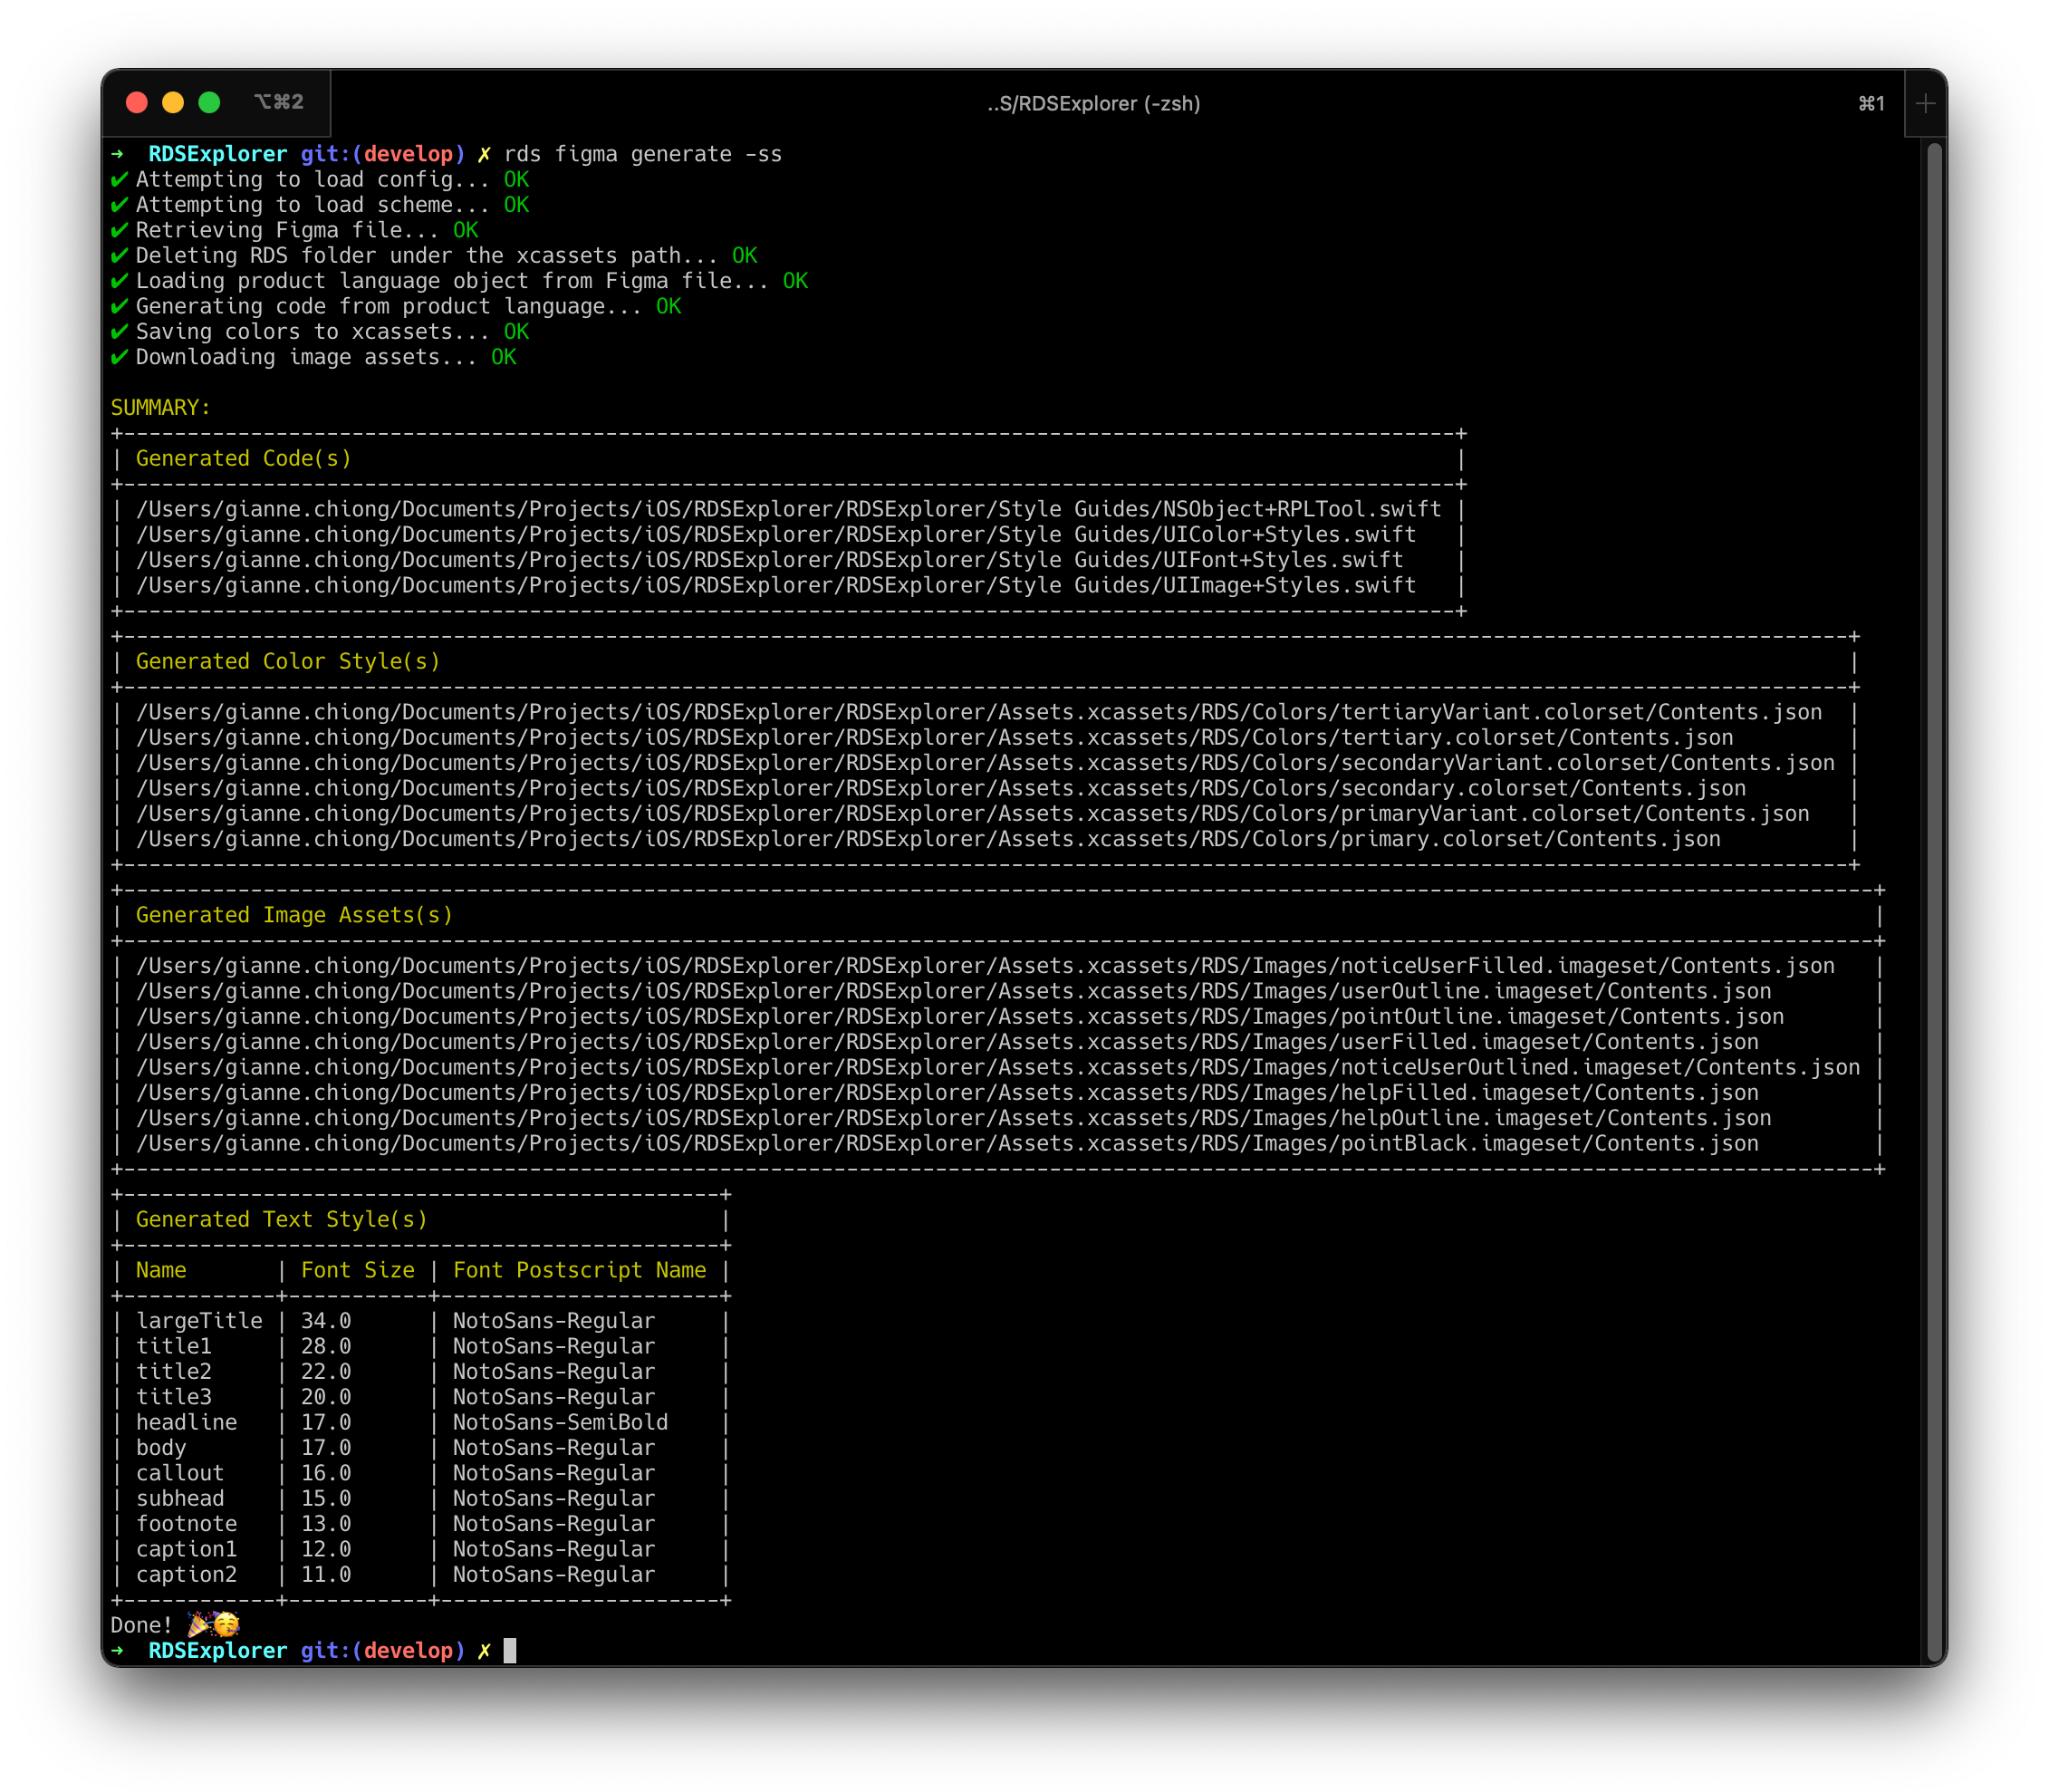 ⌥⌘2 ..S/RDSExplorer (-zsh) ⌘1 +
➜  RDSExplorer git:(develop) ✗ rds figma generate -ss
✔ Attempting to load config... OK
✔ Attempting to load scheme... OK
✔ Retrieving Figma file... OK
✔ Deleting RDS folder under the xcassets path... OK
✔ Loading product language object from Figma file... OK
✔ Generating code from product language... OK
✔ Saving colors to xcassets... OK
✔ Downloading image assets... OK
SUMMARY:
| Generated Code(s) |
| /Users/gianne.chiong/Documents/Projects/iOS/RDSExplorer/RDSExplorer/Style Guides/NSObject+RPLTool.swift |
| /Users/gianne.chiong/Documents/Projects/iOS/RDSExplorer/RDSExplorer/Style Guides/UIColor+Styles.swift |
| /Users/gianne.chiong/Documents/Projects/iOS/RDSExplorer/RDSExplorer/Style Guides/UIFont+Styles.swift |
| /Users/gianne.chiong/Documents/Projects/iOS/RDSExplorer/RDSExplorer/Style Guides/UIImage+Styles.swift |
| Generated Color Style(s) |
| /Users/gianne.chiong/Documents/Projects/iOS/RDSExplorer/RDSExplorer/Assets.xcassets/RDS/Colors/tertiaryVariant.colorset/Contents.json |
| /Users/gianne.chiong/Documents/Projects/iOS/RDSExplorer/RDSExplorer/Assets.xcassets/RDS/Colors/tertiary.colorset/Contents.json |
| /Users/gianne.chiong/Documents/Projects/iOS/RDSExplorer/RDSExplorer/Assets.xcassets/RDS/Colors/secondaryVariant.colorset/Contents.json |
| /Users/gianne.chiong/Documents/Projects/iOS/RDSExplorer/RDSExplorer/Assets.xcassets/RDS/Colors/secondary.colorset/Contents.json |
| /Users/gianne.chiong/Documents/Projects/iOS/RDSExplorer/RDSExplorer/Assets.xcassets/RDS/Colors/primaryVariant.colorset/Contents.json |
| /Users/gianne.chiong/Documents/Projects/iOS/RDSExplorer/RDSExplorer/Assets.xcassets/RDS/Colors/primary.colorset/Contents.json |
| Generated Image Assets(s) |
| /Users/gianne.chiong/Documents/Projects/iOS/RDSExplorer/RDSExplorer/Assets.xcassets/RDS/Images/noticeUserFilled.imageset/Contents.json |
| /Users/gianne.chiong/Documents/Projects/iOS/RDSExplorer/RDSExplorer/Assets.xcassets/RDS/Images/userOutline.imageset/Contents.json |
| /Users/gianne.chiong/Documents/Projects/iOS/RDSExplorer/RDSExplorer/Assets.xcassets/RDS/Images/pointOutline.imageset/Contents.json |
| /Users/gianne.chiong/Documents/Projects/iOS/RDSExplorer/RDSExplorer/Assets.xcassets/RDS/Images/userFilled.imageset/Contents.json |
| /Users/gianne.chiong/Documents/Projects/iOS/RDSExplorer/RDSExplorer/Assets.xcassets/RDS/Images/noticeUserOutlined.imageset/Contents.json |
| /Users/gianne.chiong/Documents/Projects/iOS/RDSExplorer/RDSExplorer/Assets.xcassets/RDS/Images/helpFilled.imageset/Contents.json |
| /Users/gianne.chiong/Documents/Projects/iOS/RDSExplorer/RDSExplorer/Assets.xcassets/RDS/Images/helpOutline.imageset/Contents.json |
| /Users/gianne.chiong/Documents/Projects/iOS/RDSExplorer/RDSExplorer/Assets.xcassets/RDS/Images/pointBlack.imageset/Contents.json |
| Generated Text Style(s) |
| Name | Font Size | Font Postscript Name |
| largeTitle | 34.0 | NotoSans-Regular |
| title1 | 28.0 | NotoSans-Regular |
| title2 | 22.0 | NotoSans-Regular |
| title3 | 20.0 | NotoSans-Regular |
| headline | 17.0 | NotoSans-SemiBold |
| body | 17.0 | NotoSans-Regular |
| callout | 16.0 | NotoSans-Regular |
| subhead | 15.0 | NotoSans-Regular |
| footnote | 13.0 | NotoSans-Regular |
| caption1 | 12.0 | NotoSans-Regular |
| caption2 | 11.0 | NotoSans-Regular |
Done! 🎉🥳
➜  RDSExplorer git:(develop) ✗